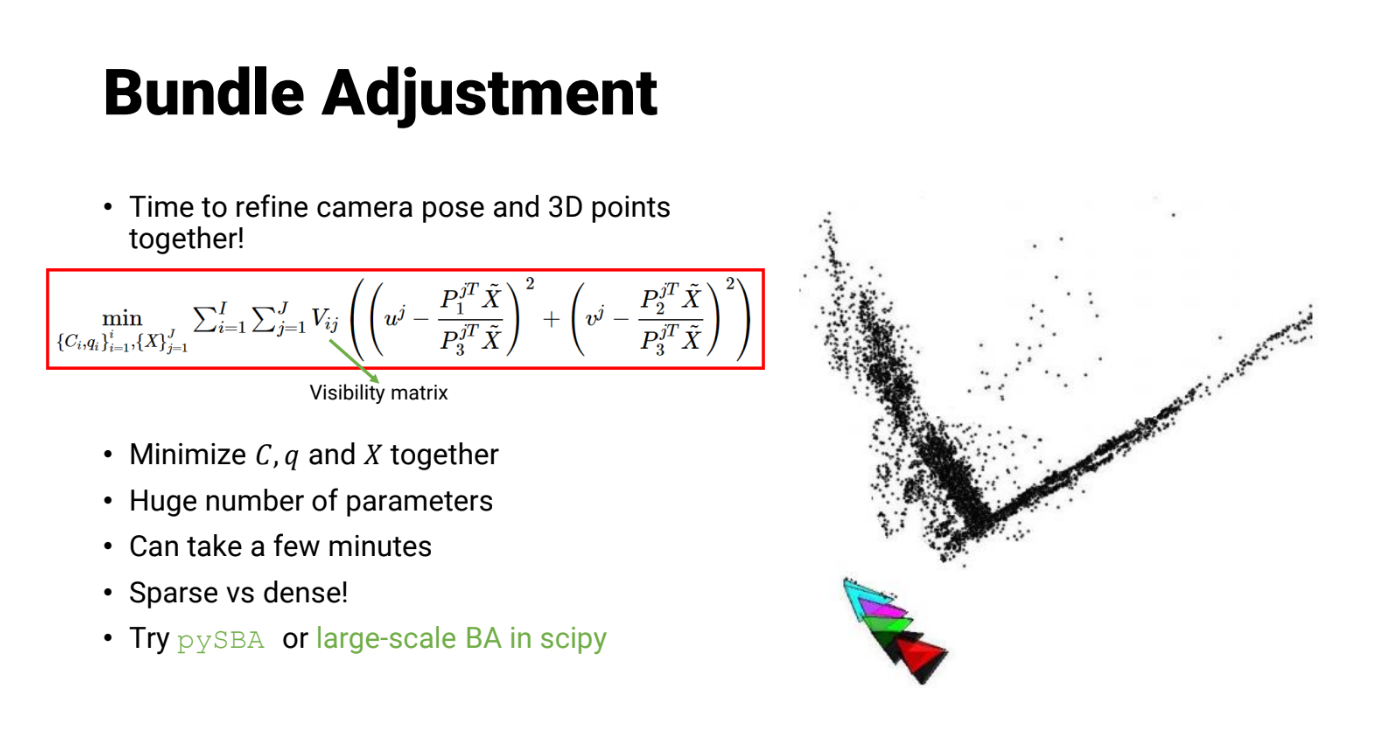 Bundle Adjustment
• Time to refine camera pose and 3D points
together!
min_{\{C_i,q_i\}_{i=1}^{i},\{X\}_{j=1}^{J}} \sum_{i=1}^{I} \sum_{j=1}^{J} V_{ij} \left( \left( u^j - \frac{P_1^{jT} \tilde{X}}{P_3^{jT} \tilde{X}} \right)^2 + \left( v^j - \frac{P_2^{jT} \tilde{X}}{P_3^{jT} \tilde{X}} \right)^2 \right)
Visibility matrix
• Minimize C, q and X together
• Huge number of parameters
• Can take a few minutes
• Sparse vs dense!
• Try pySBA or large-scale BA in scipy